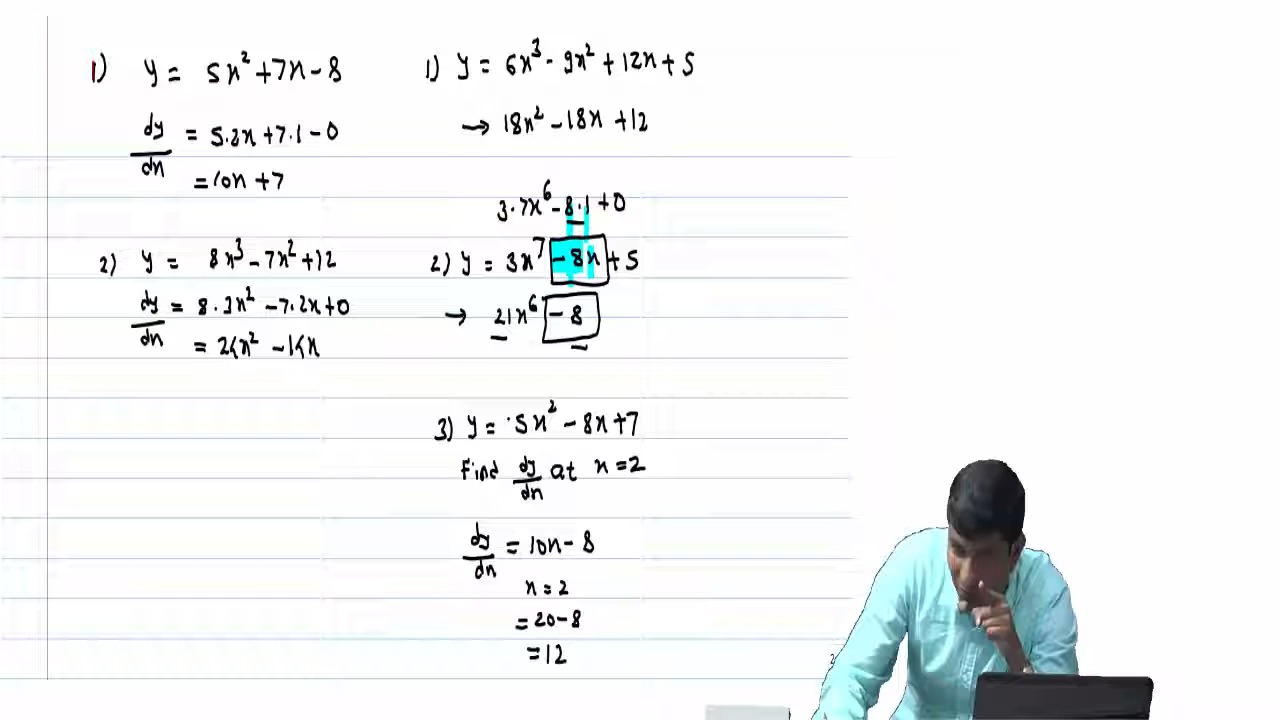 1) y = 5x² + 7x - 8
dy/dx = 5.2x + 7.1 - 0
= 10x + 7
2) y = 8x³ - 7x² + 12
dy/dx = 8.3x² - 7.2x + 0
= 24x² - 14x
1) y = 6x³ - 9x² + 12x + 5
→ 18x² - 18x + 12
3.7x⁶ - 8.1 + 0
2) y = 3x⁷ - 8x + 5
→ 21x⁶ - 8
3) y = 5x² - 8x + 7
Find dy/dx at x = 2
dy/dx = 10x - 8
x = 2
= 20 - 8
= 12